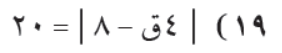 ١٩) | ٤ق – ٨ | = ٢٠